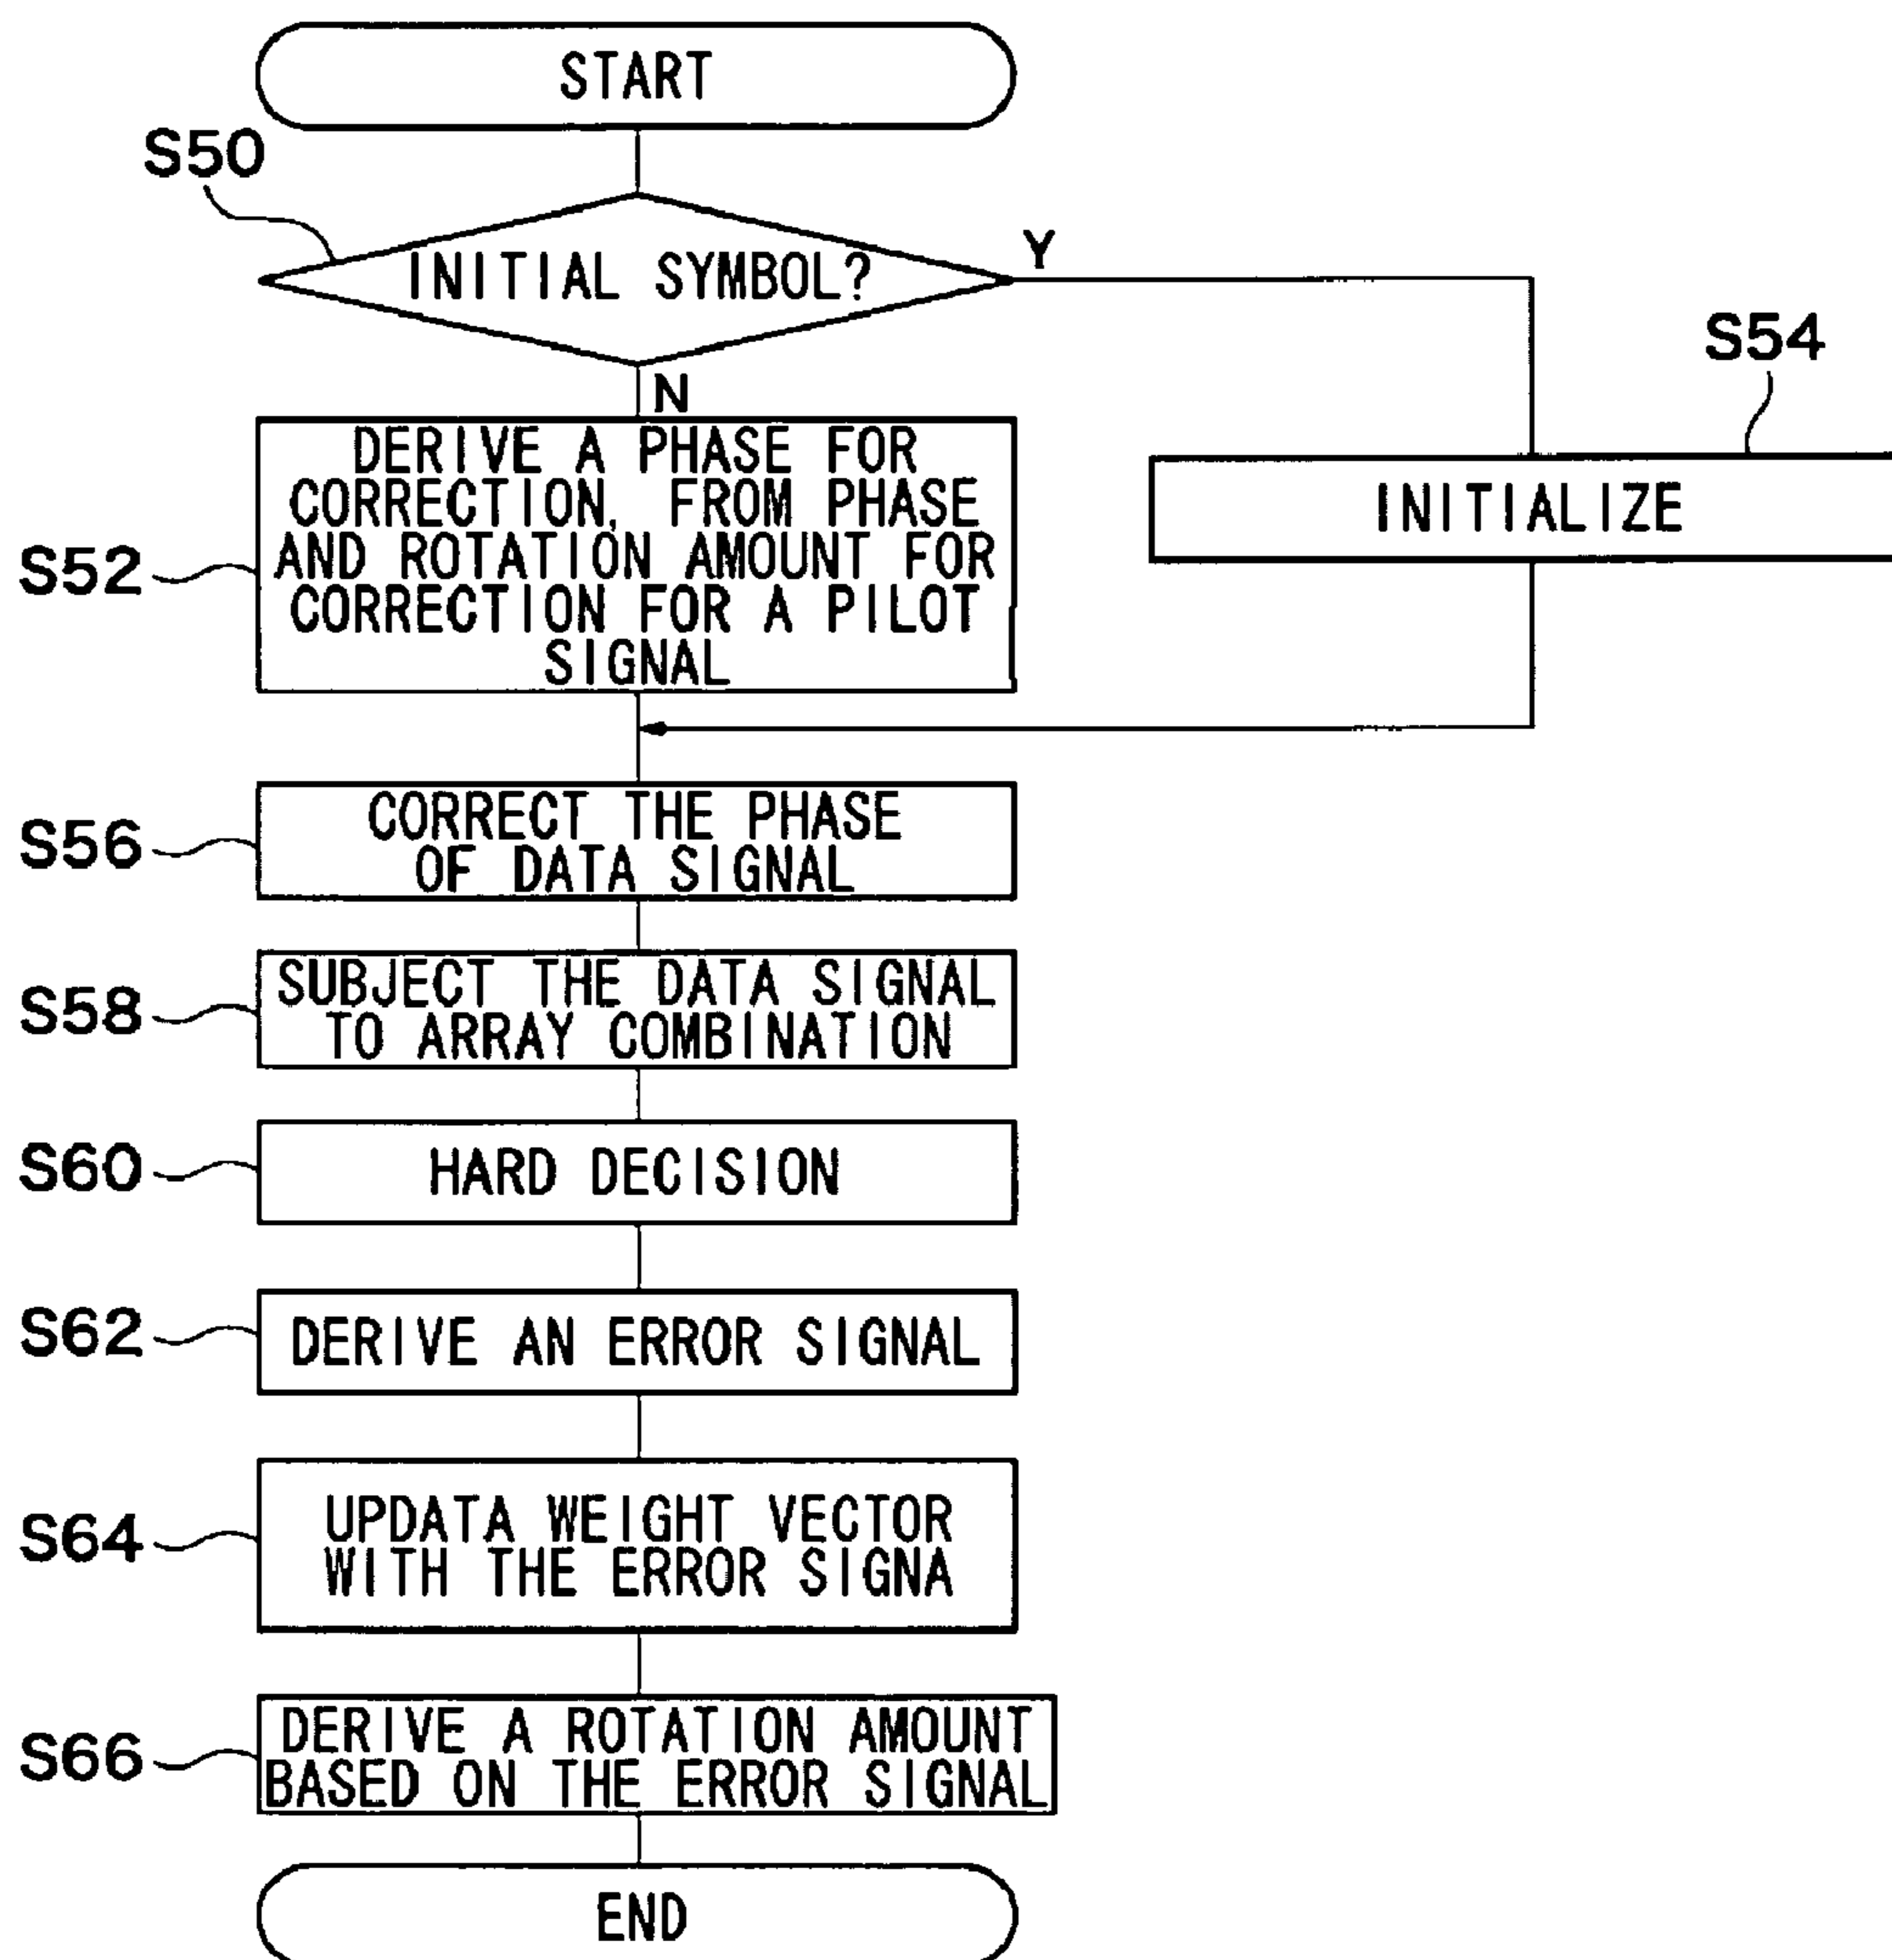 START
S50
INITIAL SYMBOL?
Y
S54
N
INITIALIZE
S52
DERIVE A PHASE FOR
CORRECTION, FROM PHASE
AND ROTATION AMOUNT FOR
CORRECTION FOR A PILOT
SIGNAL
S56
CORRECT THE PHASE
OF DATA SIGNAL
S58
SUBJECT THE DATA SIGNAL
TO ARRAY COMBINATION
S60
HARD DECISION
S62
DERIVE AN ERROR SIGNAL
S64
UPDATA WEIGHT VECTOR
WITH THE ERROR SIGNA
S66
DERIVE A ROTATION AMOUNT
BASED ON THE ERROR SIGNAL
END